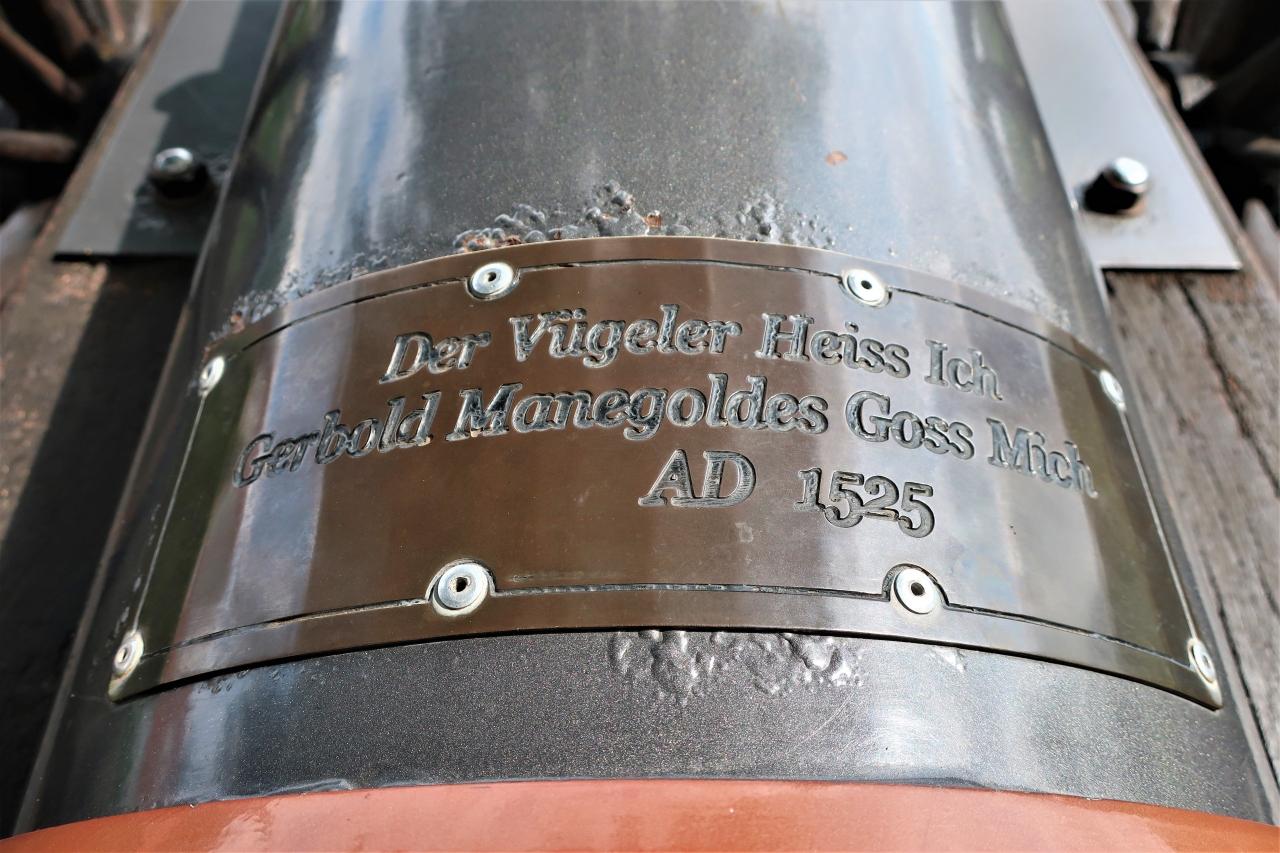 Der Vügeler Heiss Ich
Gerbold Manegoldes Goss Mich
AD 1525